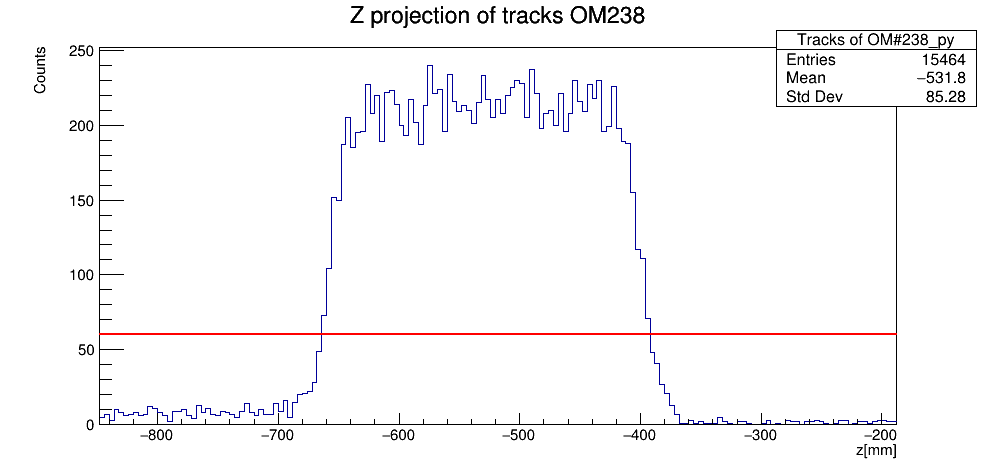 Z projection of tracks OM238
Tracks of OM#238_py
Entries 15464
Mean −531.8
Std Dev 85.28
Counts
250
200
150
100
50
0
−800 −700 −600 −500 −400 −300 −200
z[mm]